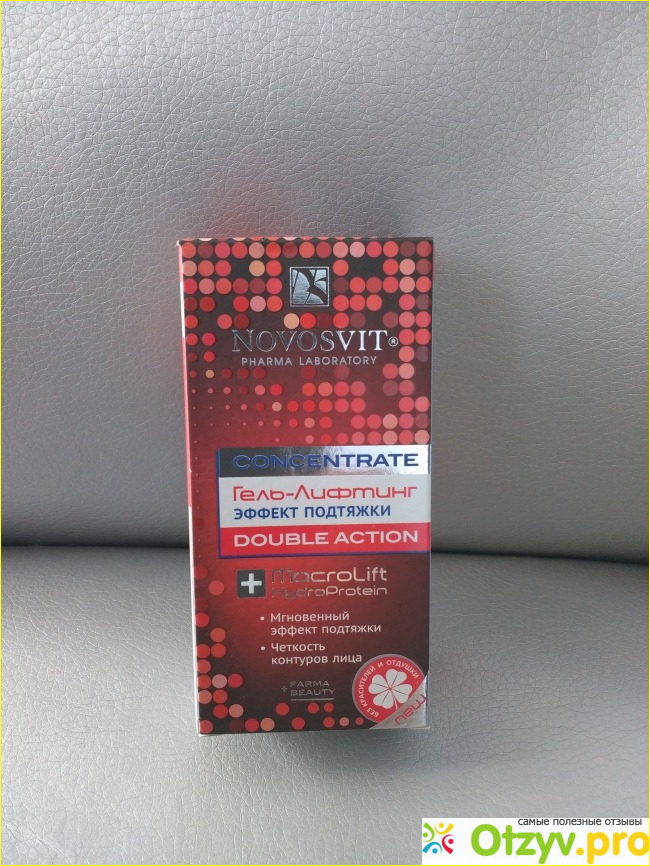 NOVOSVIT®
PHARMA LABORATORY
CONCENTRATE
Гель-Лифтинг
ЭФФЕКТ ПОДТЯЖКИ
DOUBLE ACTION
+ MacroLift
HydroProtein
• Мгновенный
эффект подтяжки
• Четкость
контуров лица
+ FARMA
BEAUTY
БЕЗ КРАСИТЕЛЕЙ И ОТДУШКИ
new
самые полезные отзывы
Otzyv.pro